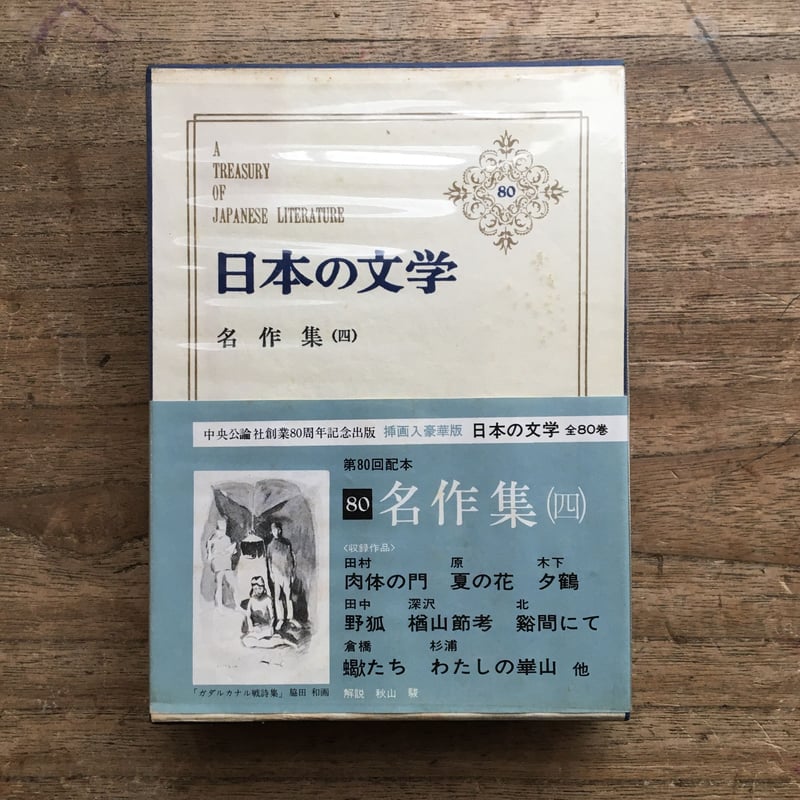 A
TREASURY
OF
JAPANESE LITERATURE
80
日本の文学
名作集(四)
中央公論社創業80周年記念出版 挿画入豪華版 日本の文学 全80巻
第80回配本
80 名作集(四)
〈収録作品〉
田村 原 木下
肉体の門 夏の花 夕鶴
田中 深沢 北
野狐 楢山節考 谿間にて
倉橋 杉浦
蠍たち わたしの崋山 他
「ガダルカナル戦詩集」 脇田 和画 解説 秋山 駿